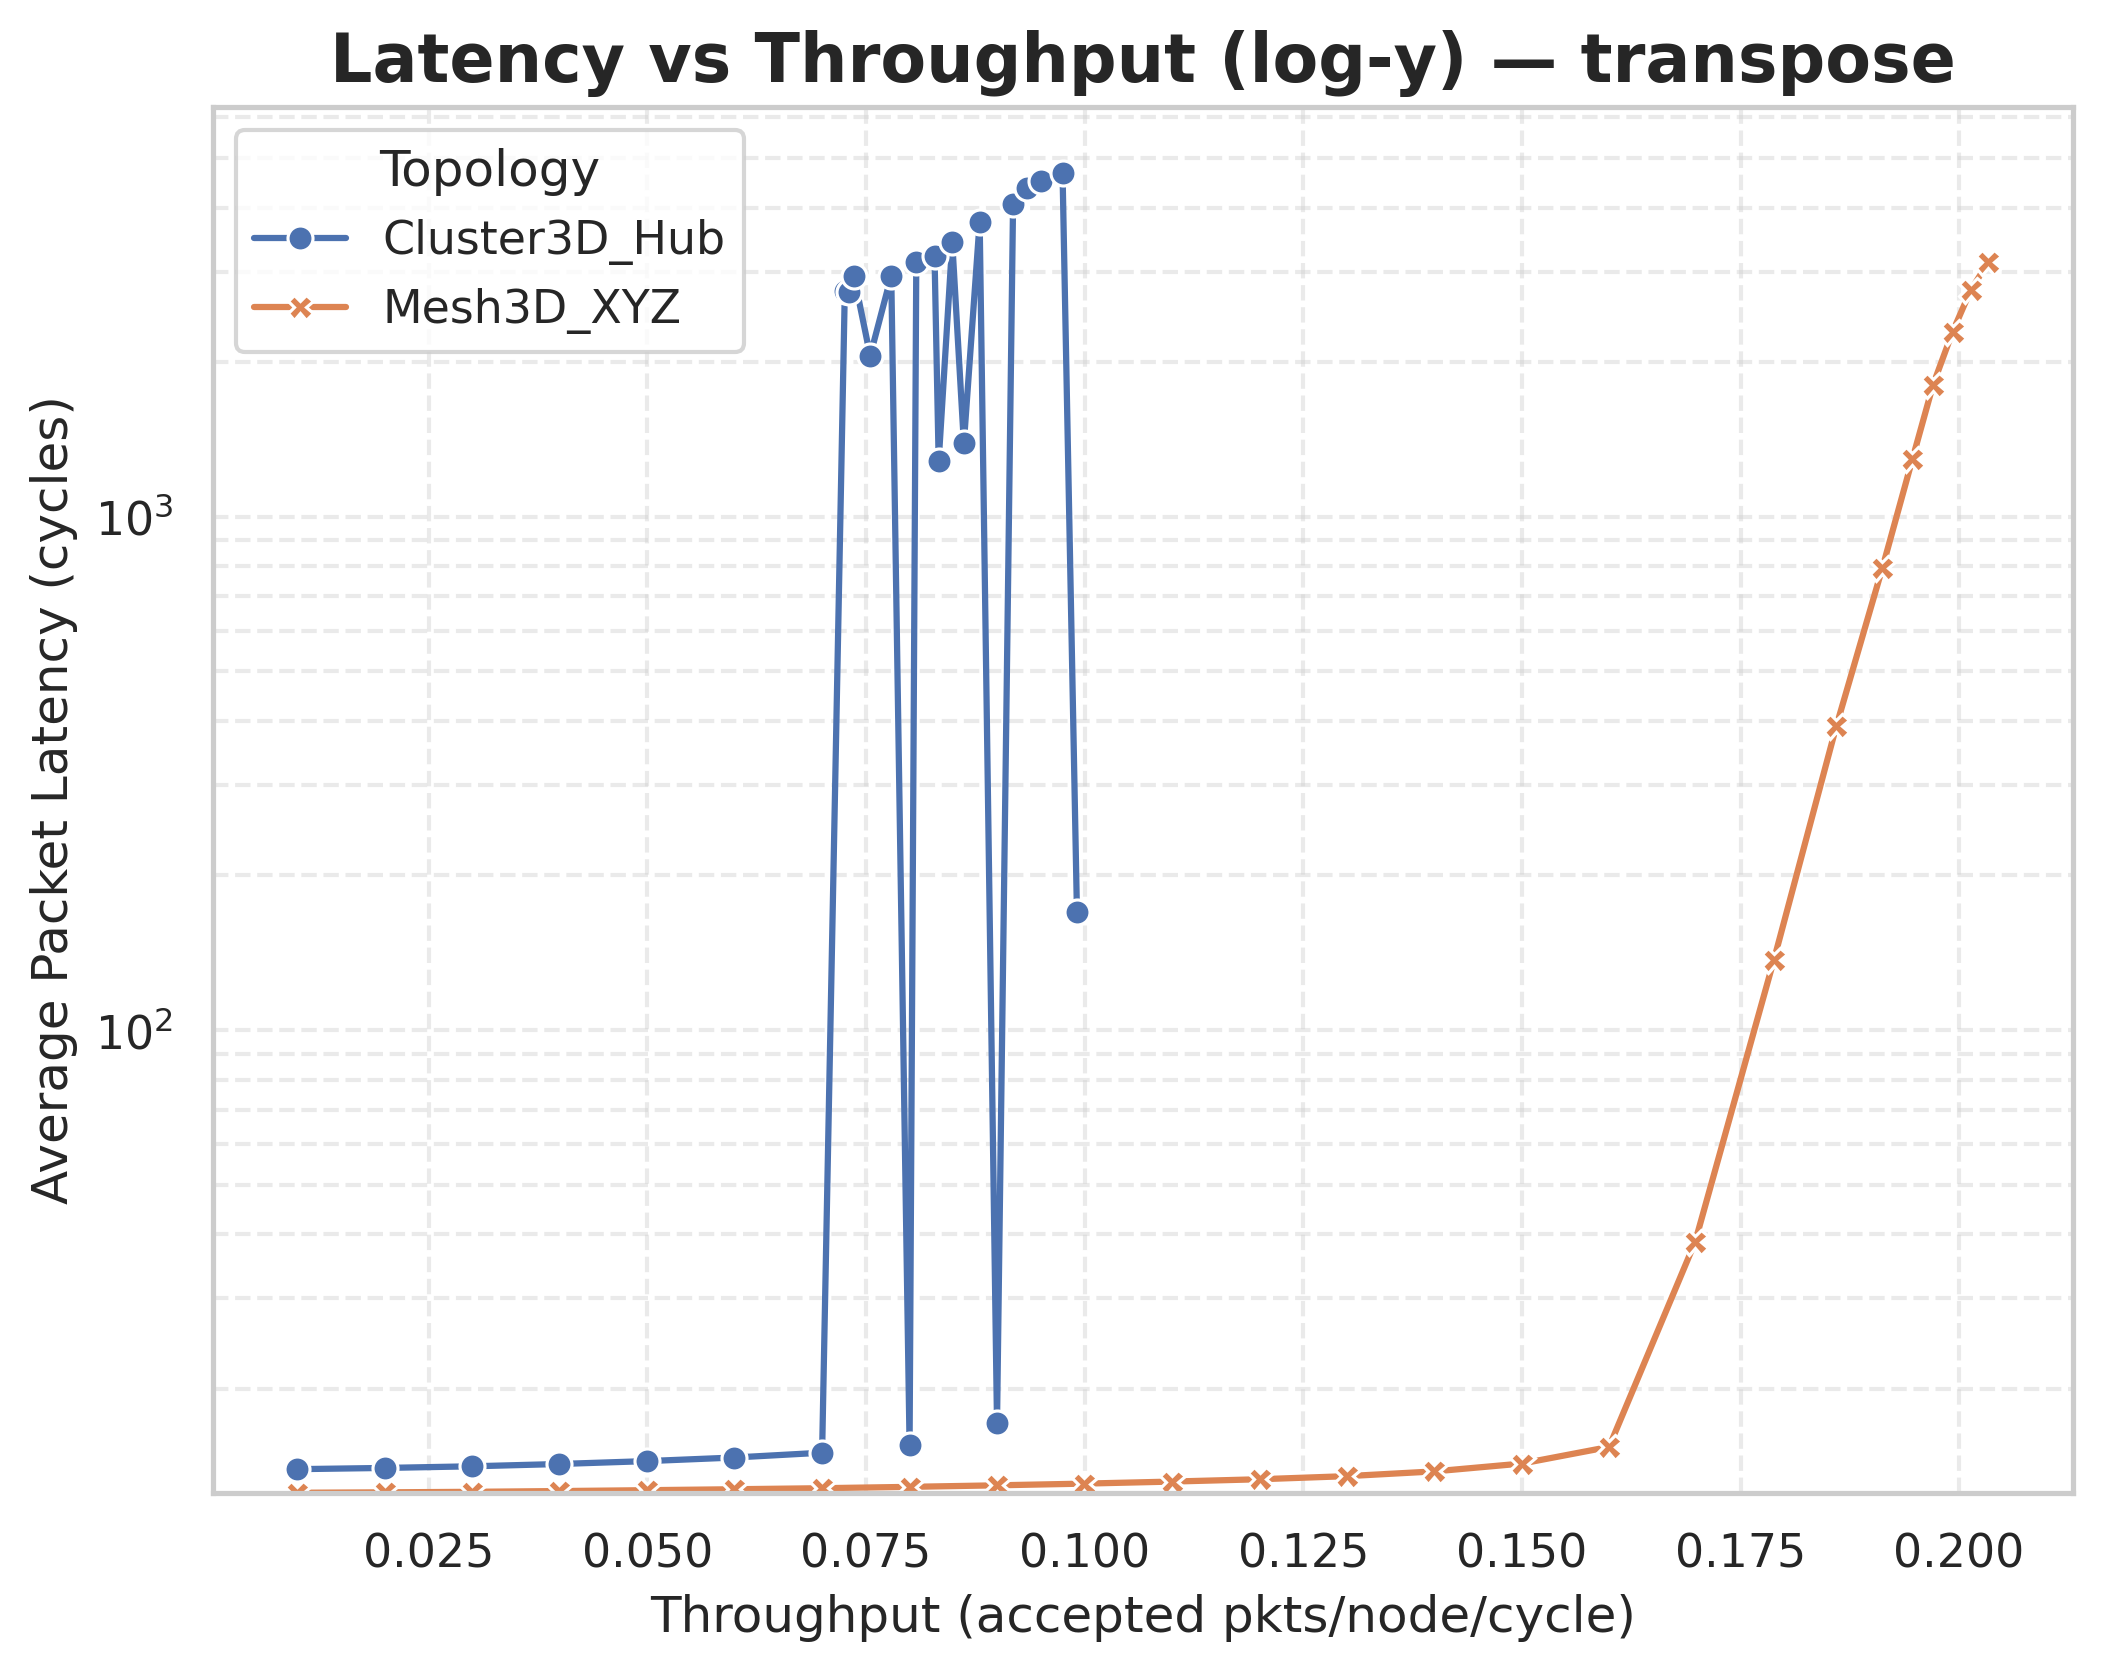 Latency vs Throughput (log-y) — transpose
Topology
Cluster3D_Hub
Mesh3D_XYZ
Average Packet Latency (cycles)
10³
10²
0.025 0.050 0.075 0.100 0.125 0.150 0.175 0.200
Throughput (accepted pkts/node/cycle)